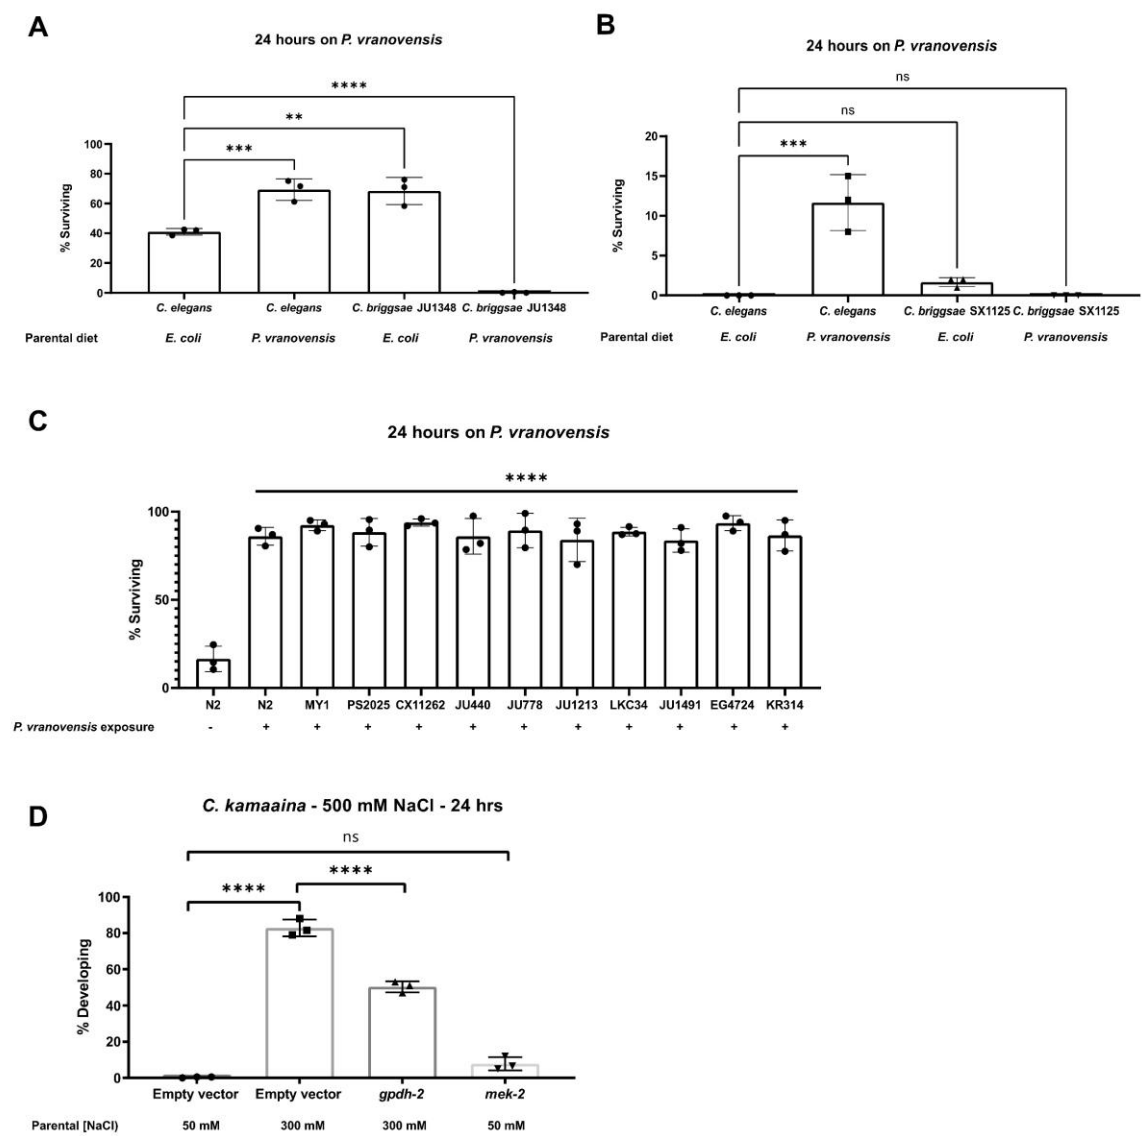 A
24 hours on P. vranovensis
****
**
***
% Surviving
100
80
60
40
20
0
C. elegans C. elegans C. briggsae JU1348 C. briggsae JU1348
Parental diet E. coli P. vranovensis E. coli P. vranovensis
B
24 hours on P. vranovensis
ns
ns
***
% Surviving
20
15
10
5
0
C. elegans C. elegans C. briggsae SX1125 C. briggsae SX1125
Parental diet E. coli P. vranovensis E. coli P. vranovensis
C
24 hours on P. vranovensis
****
% Surviving
100
50
0
N2 N2 MY1 PS2025 CX11262 JU440 JU778 JU1213 LKC34 JU1491 EG4724 KR314
P. vranovensis exposure - + + + + + + + + + + +
D
C. kamaaina - 500 mM NaCl - 24 hrs
ns
****
****
% Developing
100
80
60
40
20
0
Empty vector Empty vector gpdh-2 mek-2
Parental [NaCl] 50 mM 300 mM 300 mM 50 mM